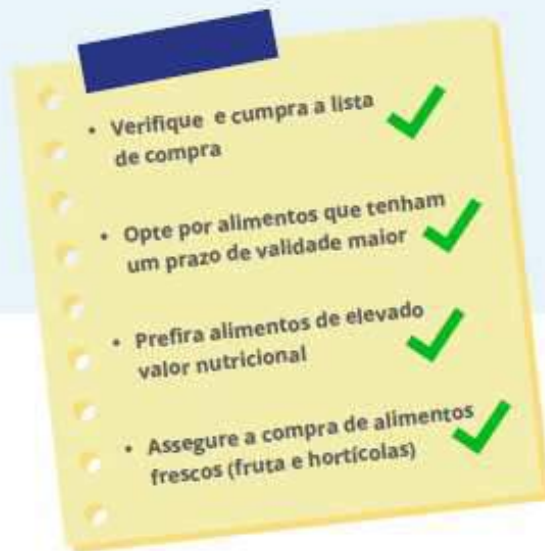 • Verifique e cumpra a lista
de compra
• Opte por alimentos que tenham
um prazo de validade maior
• Prefira alimentos de elevado
valor nutricional
• Assegure a compra de alimentos
frescos (fruta e hortícolas)